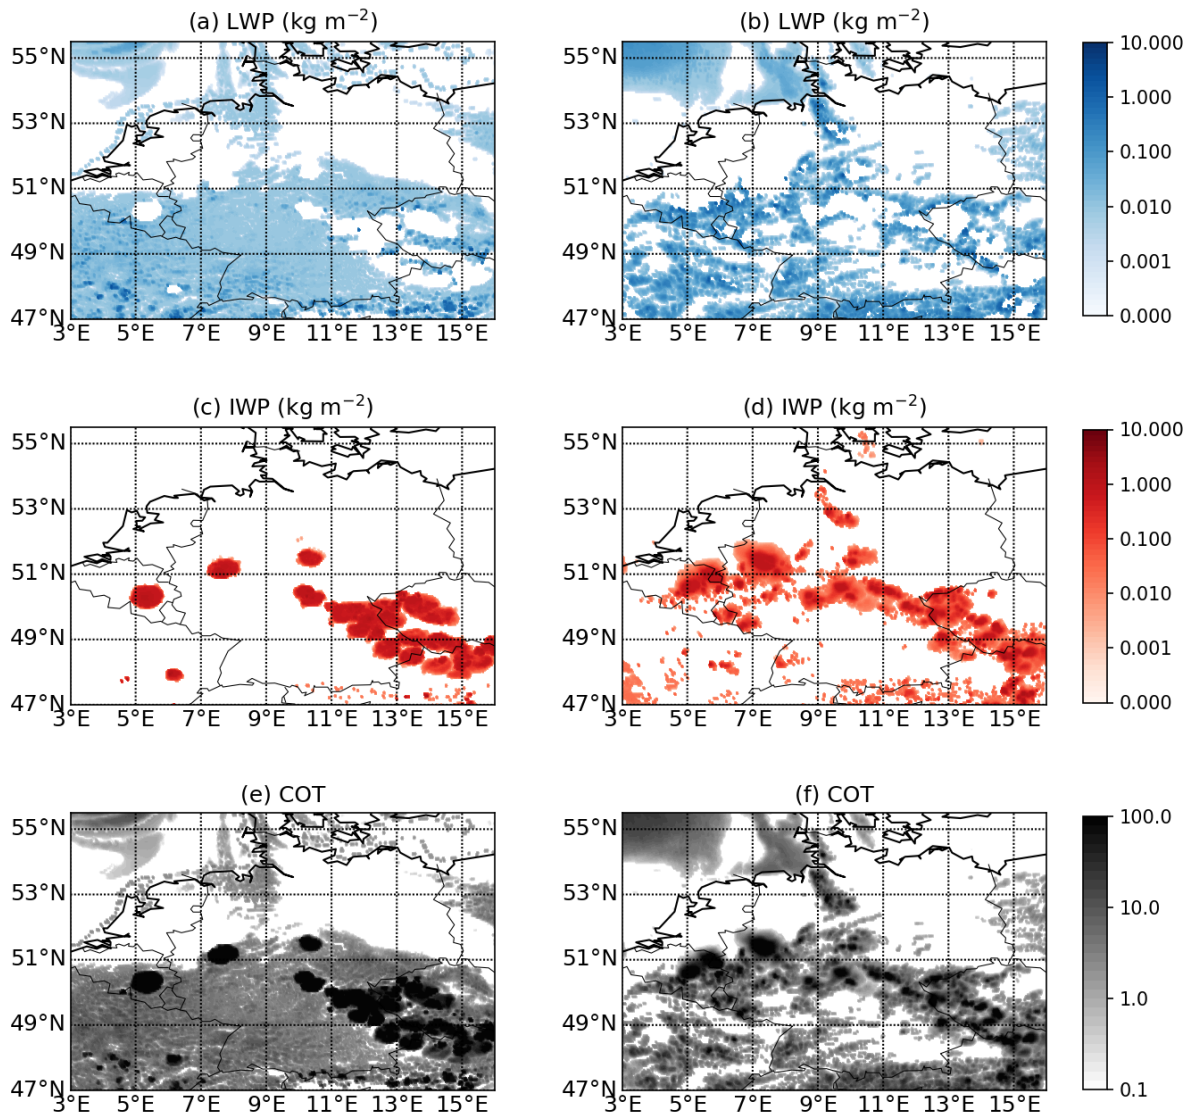 (a) LWP (kg m⁻²)
(b) LWP (kg m⁻²)
55°N
53°N
51°N
49°N
47°N
3°E 5°E 7°E 9°E 11°E 13°E 15°E
55°N
53°N
51°N
49°N
47°N
3°E 5°E 7°E 9°E 11°E 13°E 15°E
10.000
1.000
0.100
0.010
0.001
0.000
(c) IWP (kg m⁻²)
(d) IWP (kg m⁻²)
55°N
53°N
51°N
49°N
47°N
3°E 5°E 7°E 9°E 11°E 13°E 15°E
55°N
53°N
51°N
49°N
47°N
3°E 5°E 7°E 9°E 11°E 13°E 15°E
10.000
1.000
0.100
0.010
0.001
0.000
(e) COT
(f) COT
55°N
53°N
51°N
49°N
47°N
3°E 5°E 7°E 9°E 11°E 13°E 15°E
55°N
53°N
51°N
49°N
47°N
3°E 5°E 7°E 9°E 11°E 13°E 15°E
100.0
10.0
1.0
0.1